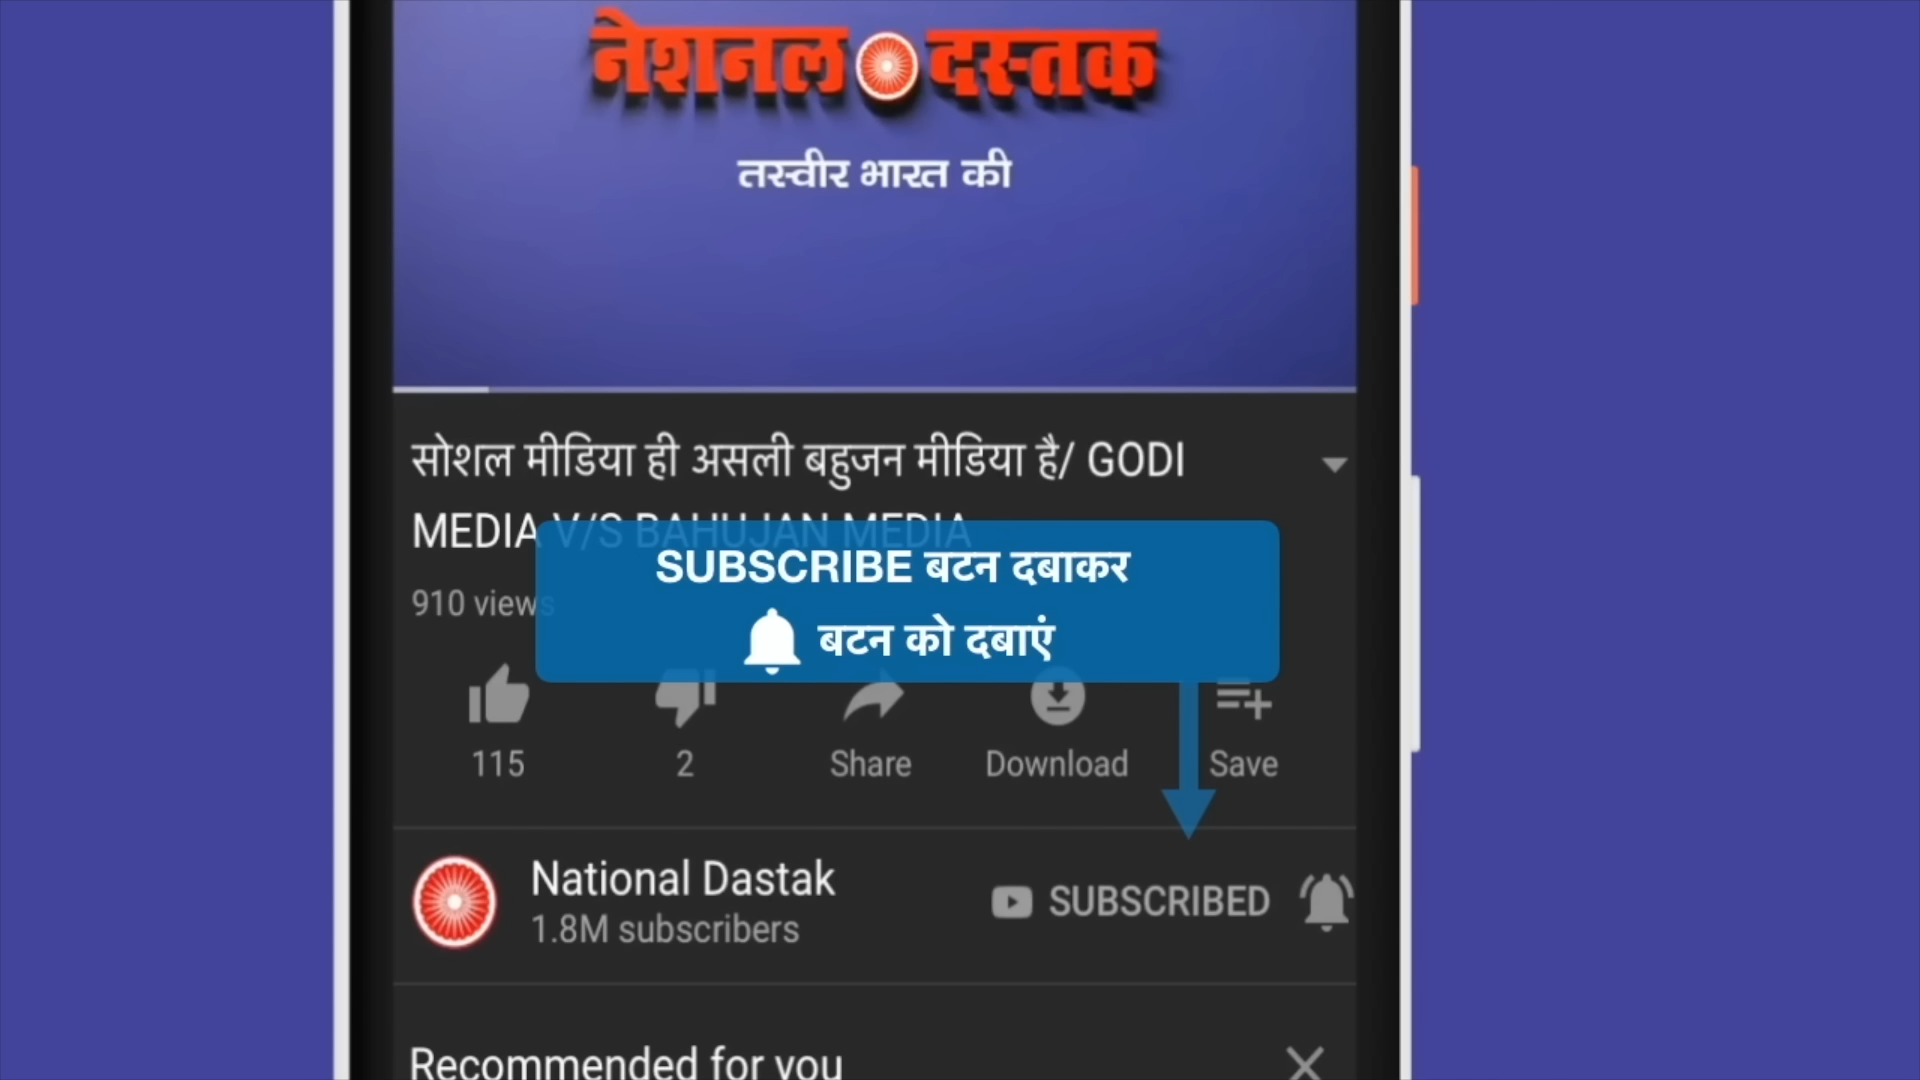 नेशनल दस्तक
तस्वीर भारत की
सोशल मीडिया ही असली बहुजन मीडिया है/ GODI
MEDIA V/S BAHUJAN MEDIA
SUBSCRIBE बटन दबाकर
बटन को दबाएं
910 views
115
2
Share
Download
Save
National Dastak
1.8M subscribers
SUBSCRIBED
Recommended for you